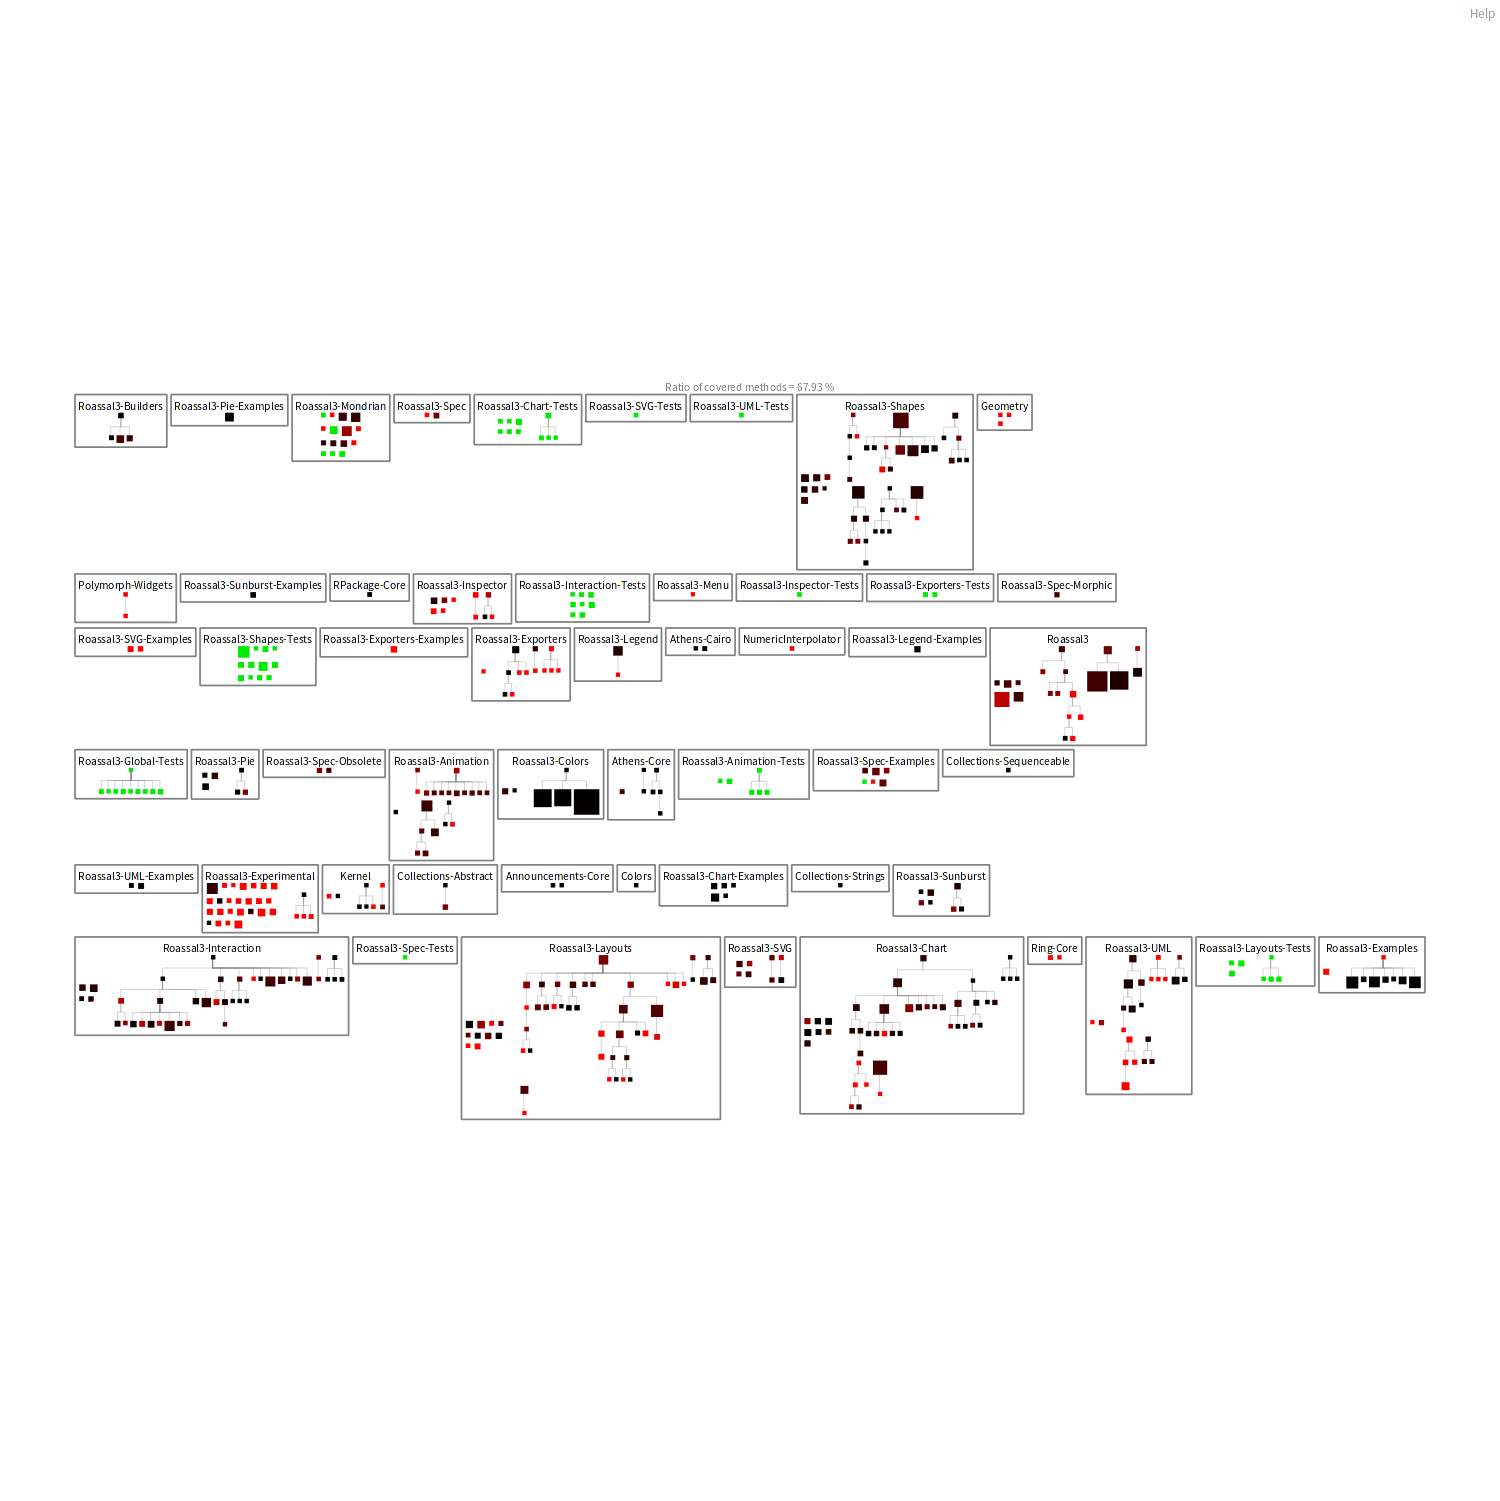 Help
Ratio of covered methods = 67.93 %
Roassal3-Builders
Roassal3-Pie-Examples
Roassal3-Mondrian
Roassal3-Spec
Roassal3-Chart-Tests
Roassal3-SVG-Tests
Roassal3-UML-Tests
Roassal3-Shapes
Geometry
Polymorph-Widgets
Roassal3-Sunburst-Examples
RPackage-Core
Roassal3-Inspector
Roassal3-Interaction-Tests
Roassal3-Menu
Roassal3-Inspector-Tests
Roassal3-Exporters-Tests
Roassal3-Spec-Morphic
Roassal3-SVG-Examples
Roassal3-Shapes-Tests
Roassal3-Exporters-Examples
Roassal3-Exporters
Roassal3-Legend
Athens-Cairo
NumericInterpolator
Roassal3-Legend-Examples
Roassal3
Roassal3-Global-Tests
Roassal3-Pie
Roassal3-Spec-Obsolete
Roassal3-Animation
Roassal3-Colors
Athens-Core
Roassal3-Animation-Tests
Roassal3-Spec-Examples
Collections-Sequenceable
Roassal3-UML-Examples
Roassal3-Experimental
Kernel
Collections-Abstract
Announcements-Core
Colors
Roassal3-Chart-Examples
Collections-Strings
Roassal3-Sunburst
Roassal3-Interaction
Roassal3-Spec-Tests
Roassal3-Layouts
Roassal3-SVG
Roassal3-Chart
Ring-Core
Roassal3-UML
Roassal3-Layouts-Tests
Roassal3-Examples